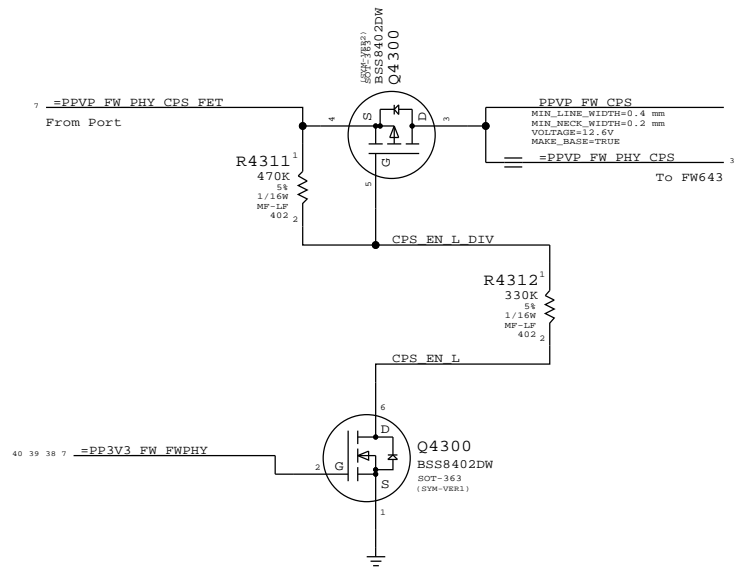 (SYM-VER2)
SOT-363
BSS8402DW
Q4300
7 =PPVP_FW_PHY_CPS_FET
From Port
4
S
D
G
3
5
PPVP_FW_CPS
MIN_LINE_WIDTH=0.4 mm
MIN_NECK_WIDTH=0.2 mm
VOLTAGE=12.6V
MAKE_BASE=TRUE
=PPVP_FW_PHY_CPS 3
To FW643
R4311 1
470K
5%
1/16W
MF-LF
402 2
CPS_EN_L_DIV
R4312 1
330K
5%
1/16W
MF-LF
402 2
CPS_EN_L
6
D
Q4300
BSS8402DW
SOT-363
(SYM-VER1)
40 39 38 7 =PP3V3_FW_FWPHY
2
G
S
1